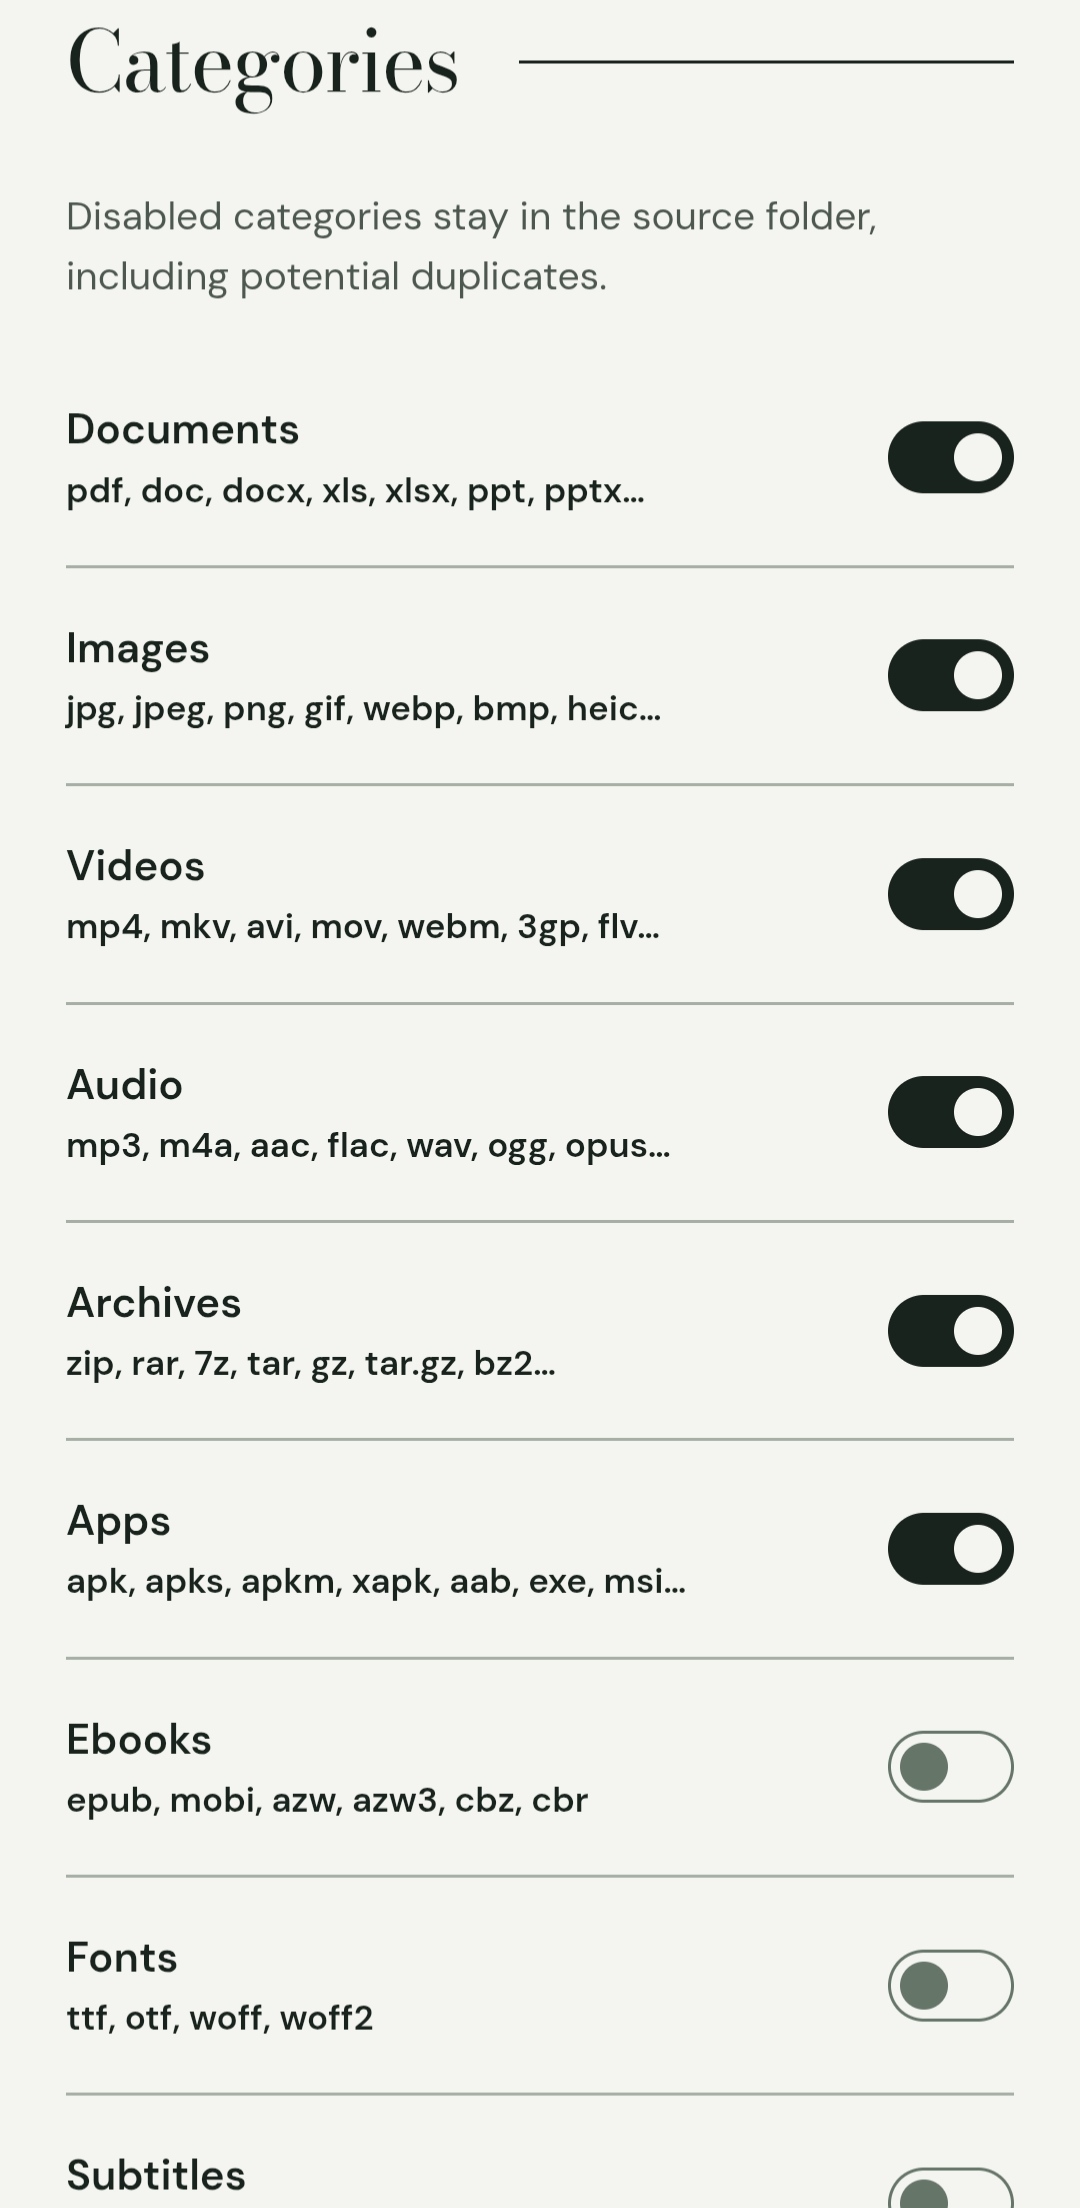 Categories
Disabled categories stay in the source folder,
including potential duplicates.
Documents
pdf, doc, docx, xls, xlsx, ppt, pptx...
Images
jpg, jpeg, png, gif, webp, bmp, heic...
Videos
mp4, mkv, avi, mov, webm, 3gp, flv...
Audio
mp3, m4a, aac, flac, wav, ogg, opus...
Archives
zip, rar, 7z, tar, gz, tar.gz, bz2...
Apps
apk, apks, apkm, xapk, aab, exe, msi...
Ebooks
epub, mobi, azw, azw3, cbz, cbr
Fonts
ttf, otf, woff, woff2
Subtitles